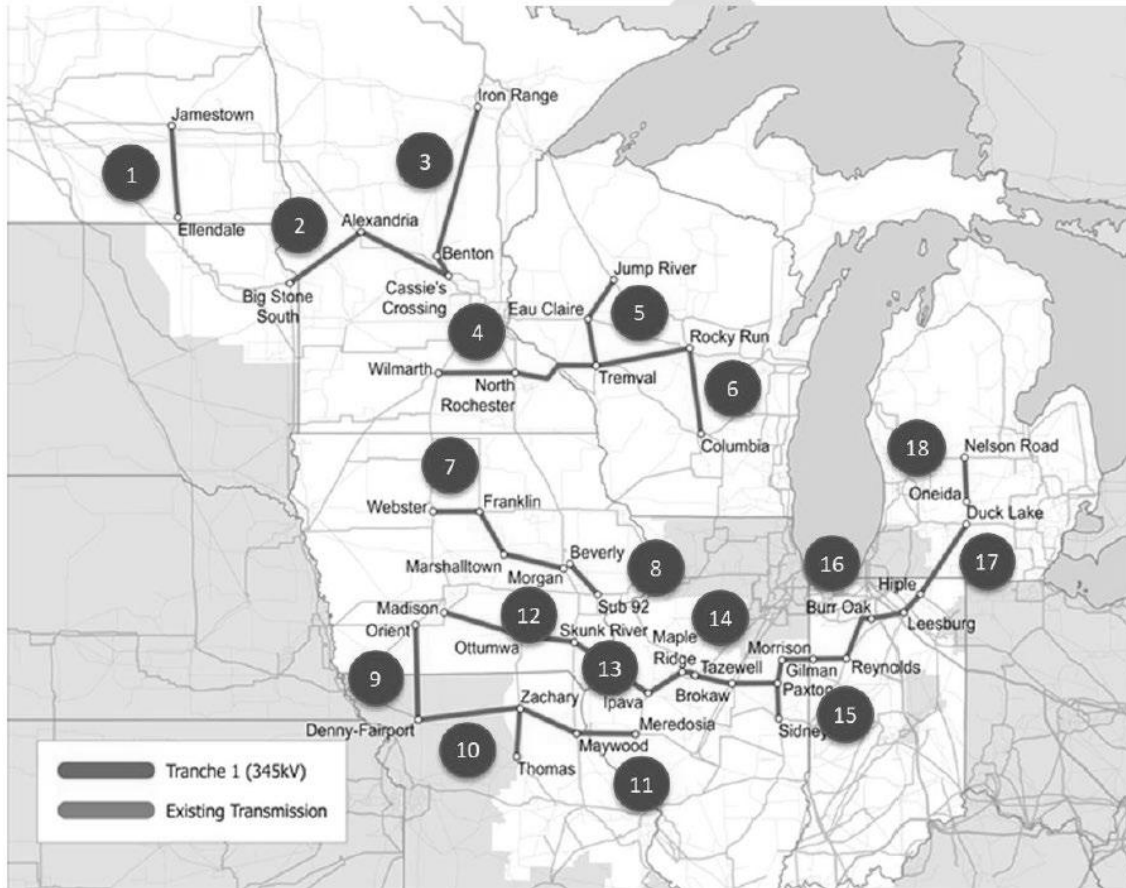 Iron Range
Jamestown
3
1
Ellendale
2
Alexandria
Benton
Big Stone
South
Cassie's
Crossing
Jump River
Eau Claire
5
4
Rocky Run
Wilmarth
North
Rochester
Tremval
6
Columbia
18
Nelson Road
7
Oneida
Webster
Franklin
Duck Lake
Marshalltown
Morgan
Beverly
8
16
17
Hiple
Sub 92
Madison
Orient
12
Burr Oak
Leesburg
Ottumwa
Skunk River
Maple
Ridge
14
13
Morrison
Gilman
Reynolds
Tazewell
Brokaw
Paxton
9
Ipava
Zachary
Sidney
15
Denny-Fairport
Meredosia
10
Maywood
Thomas
11
Tranche 1 (345kV)
Existing Transmission